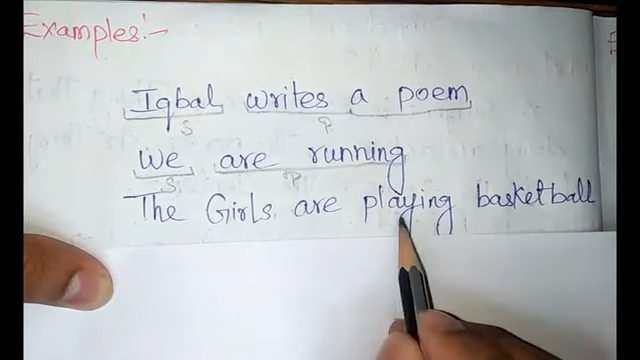 Examples:-
Iqbal writes a poem
S P
We are running
S P
The Girls are playing basketball